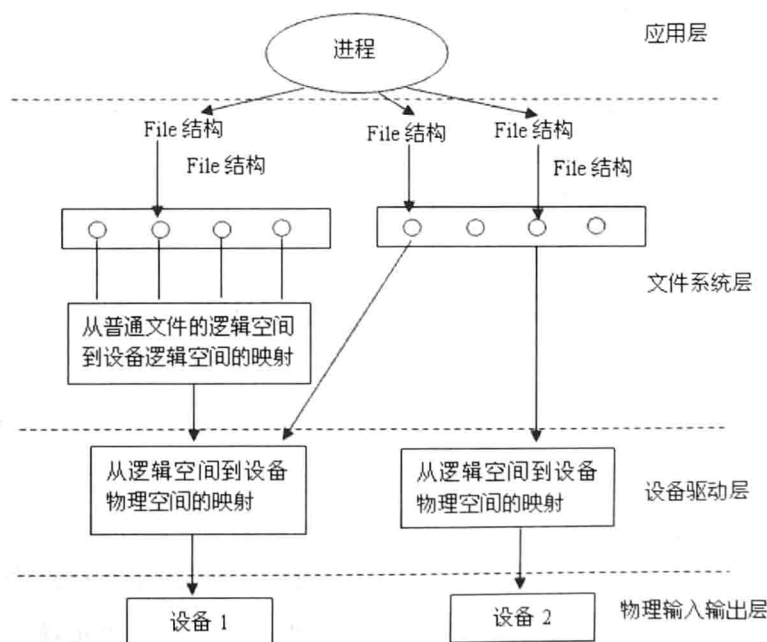 进程
应用层
File 结构
File 结构
File 结构
File 结构
File 结构
文件系统层
从普通文件的逻辑空间
到设备逻辑空间的映射
从逻辑空间到设备
物理空间的映射
从逻辑空间到设备
物理空间的映射
设备驱动层
设备 1
设备 2
物理输入输出层